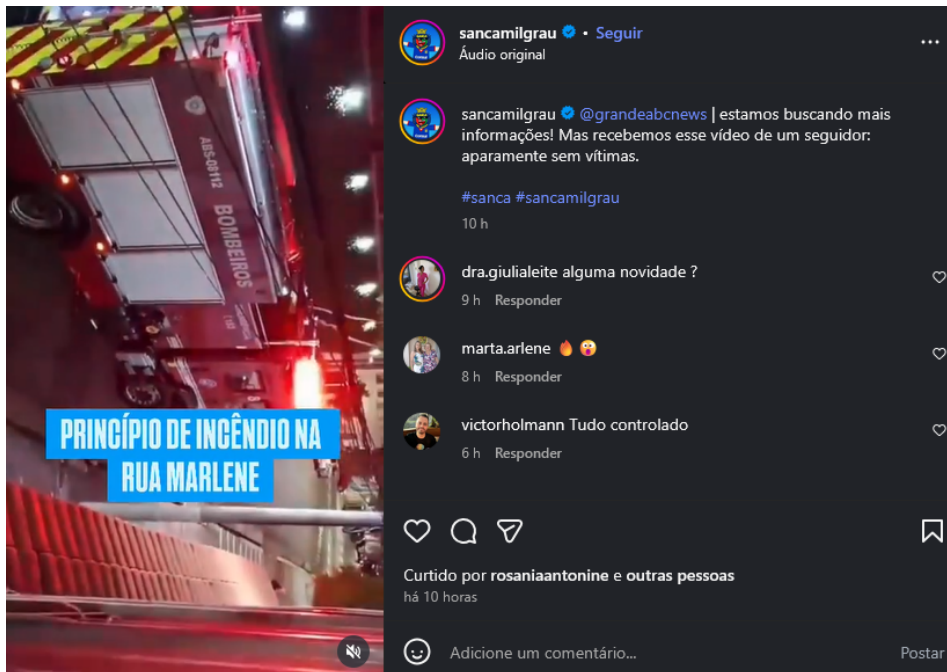 sancamilgrau • Seguir
Áudio original
sancamilgrau @grandeabcnews | estamos buscando mais
informações! Mas recebemos esse vídeo de um seguidor:
aparamente sem vítimas.
#sanca #sancamilgrau
10 h
dra.giulialeite alguma novidade ?
9 h Responder
marta.arlene 🔥 😲
8 h Responder
victorholmann Tudo controlado
6 h Responder
Curtido por rosaniaantonine e outras pessoas
há 10 horas
Adicione um comentário...
Postar
ABS-08112
BOMBEIROS
PRINCÍPIO DE INCÊNDIO NA
RUA MARLENE